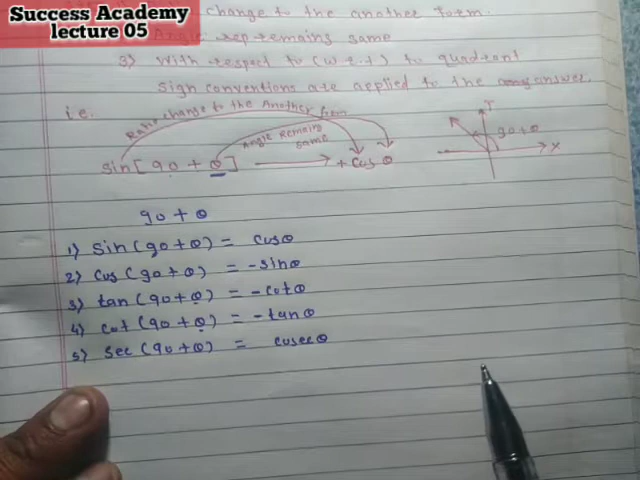 Success Academy
lecture 05
change to the another form.
Angle remains same
3) with respect to (w.r.t) to quadrant
sign conventions are applied to the answer.
i.e.
Ratio change to the Another form
Angle Remains same
sin[90 + θ] → + cos θ
Y
90+θ
X
90 + θ
1) sin(90+θ) = cosθ
2) cos(90+θ) = -sinθ
3) tan(90+θ) = -cotθ
4) cot(90+θ) = -tanθ
5) sec(90+θ) = cosecθ